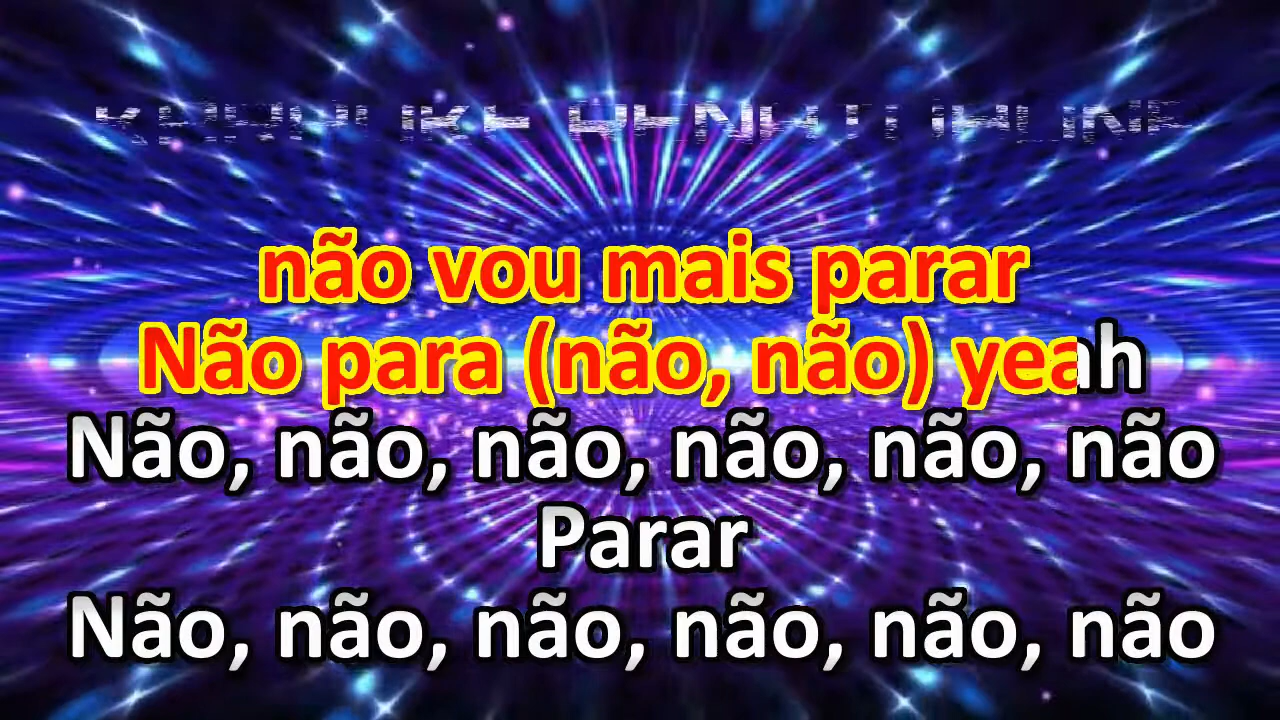 não vou mais parar
Não para (não, não) yeah
Não, não, não, não, não, não
Parar
Não, não, não, não, não, não